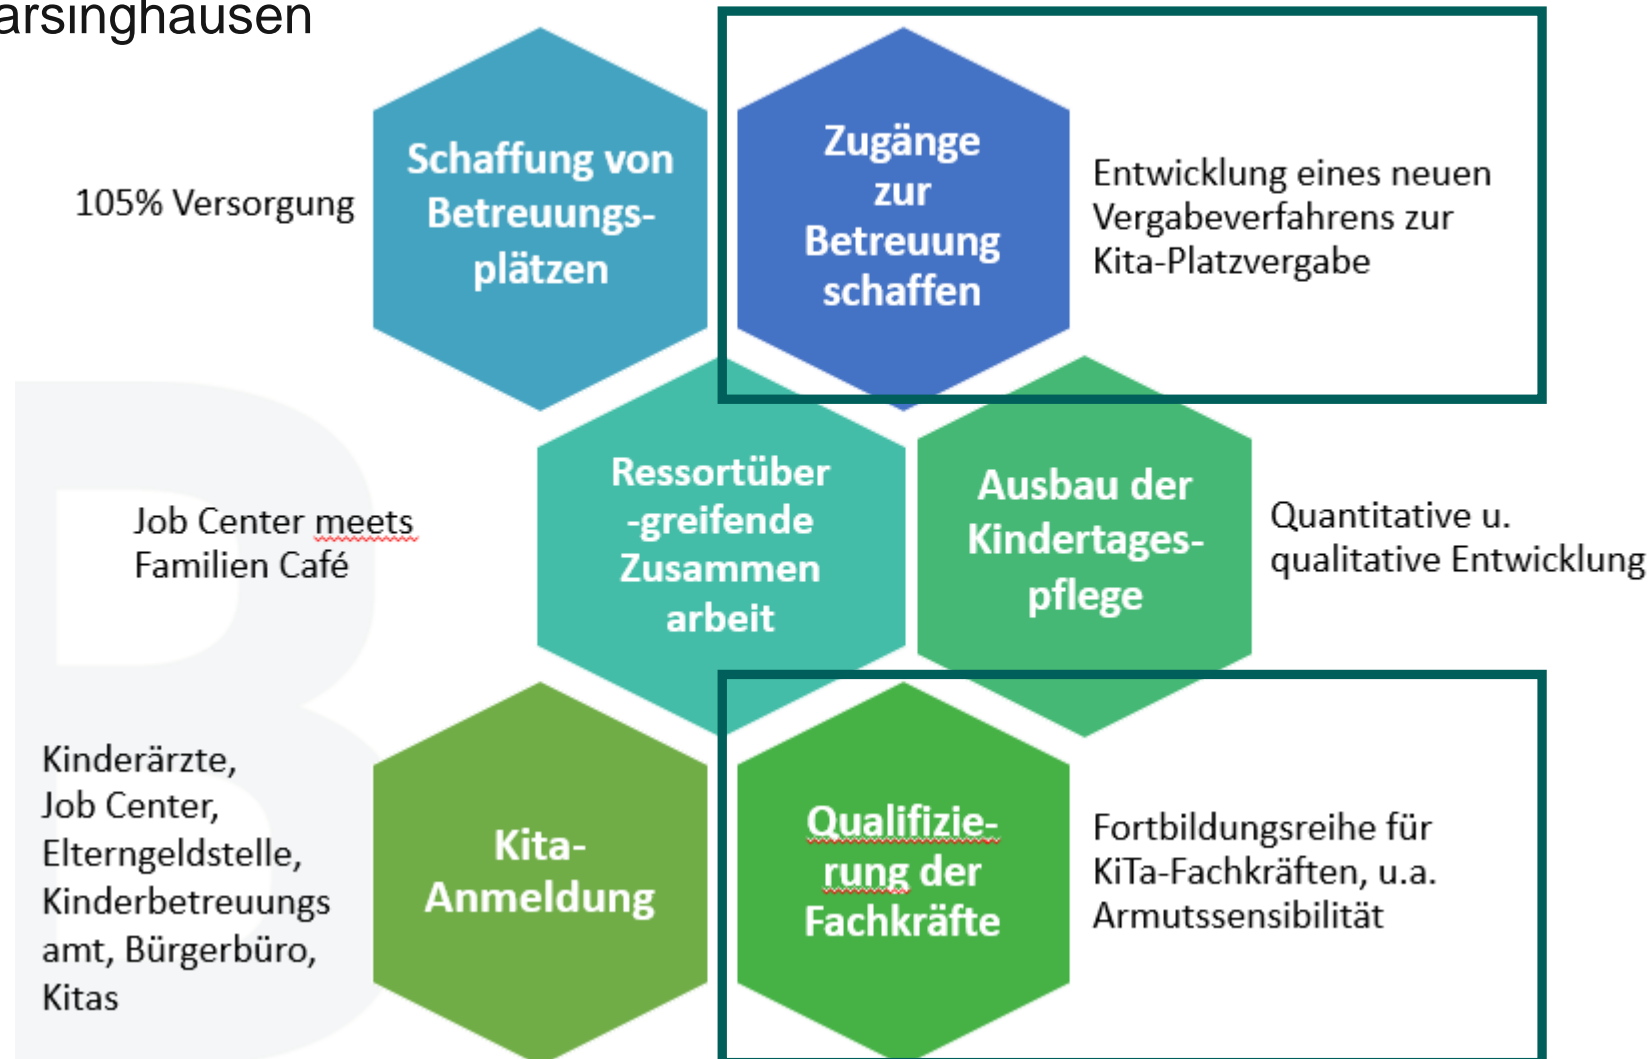 arsinghausen
105% Versorgung
Schaffung von
Betreuungs-
plätzen
Zugänge
zur
Betreuung
schaffen
Entwicklung eines neuen
Vergabeverfahrens zur
Kita-Platzvergabe
Job Center meets
Familien Café
Ressortüber
-greifende
Zusammen
arbeit
Ausbau der
Kindertages-
pflege
Quantitative u.
qualitative Entwicklung
Kinderärzte,
Job Center,
Elterngeldstelle,
Kinderbetreuungs
amt, Bürgerbüro,
Kitas
Kita-
Anmeldung
Qualifizie-
rung der
Fachkräfte
Fortbildungsreihe für
KiTa-Fachkräften, u.a.
Armutssensibilität